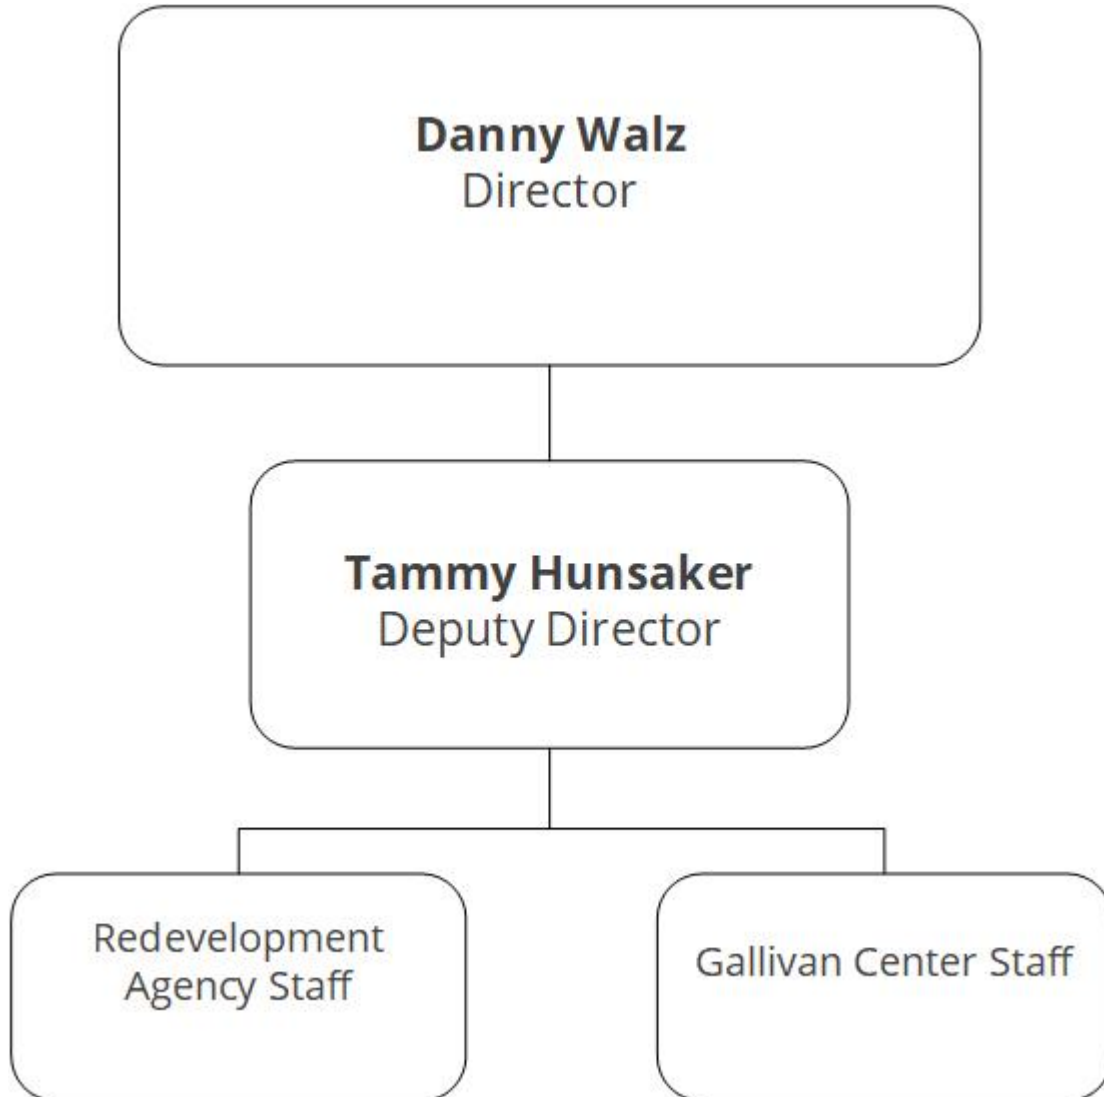 Danny Walz
Director
Tammy Hunsaker
Deputy Director
Redevelopment
Agency Staff
Gallivan Center Staff